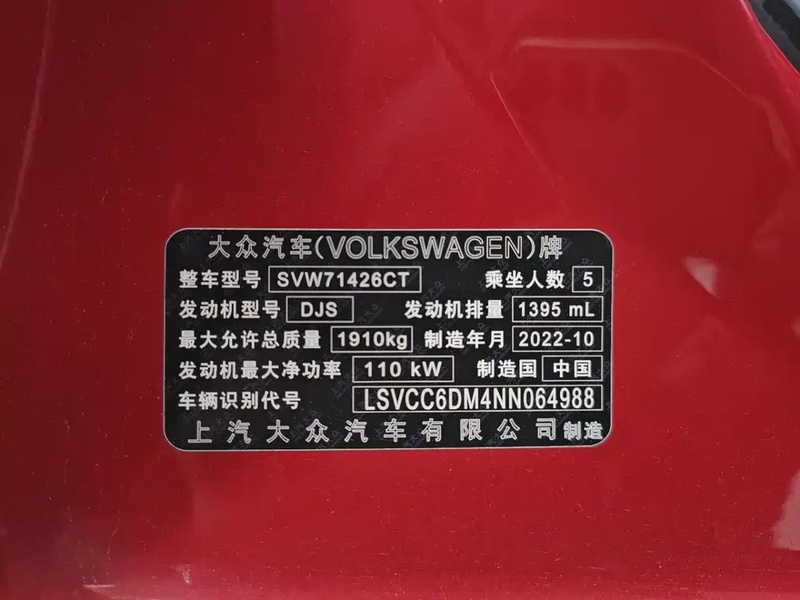 大众汽车(VOLKSWAGEN)牌
整车型号 SVW71426CT 乘坐人数 5
发动机型号 DJS 发动机排量 1395 mL
最大允许总质量 1910kg 制造年月 2022-10
发动机最大净功率 110 kW 制造国 中国
车辆识别代号 LSVCC6DM4NN064988
上汽大众汽车有限公司制造